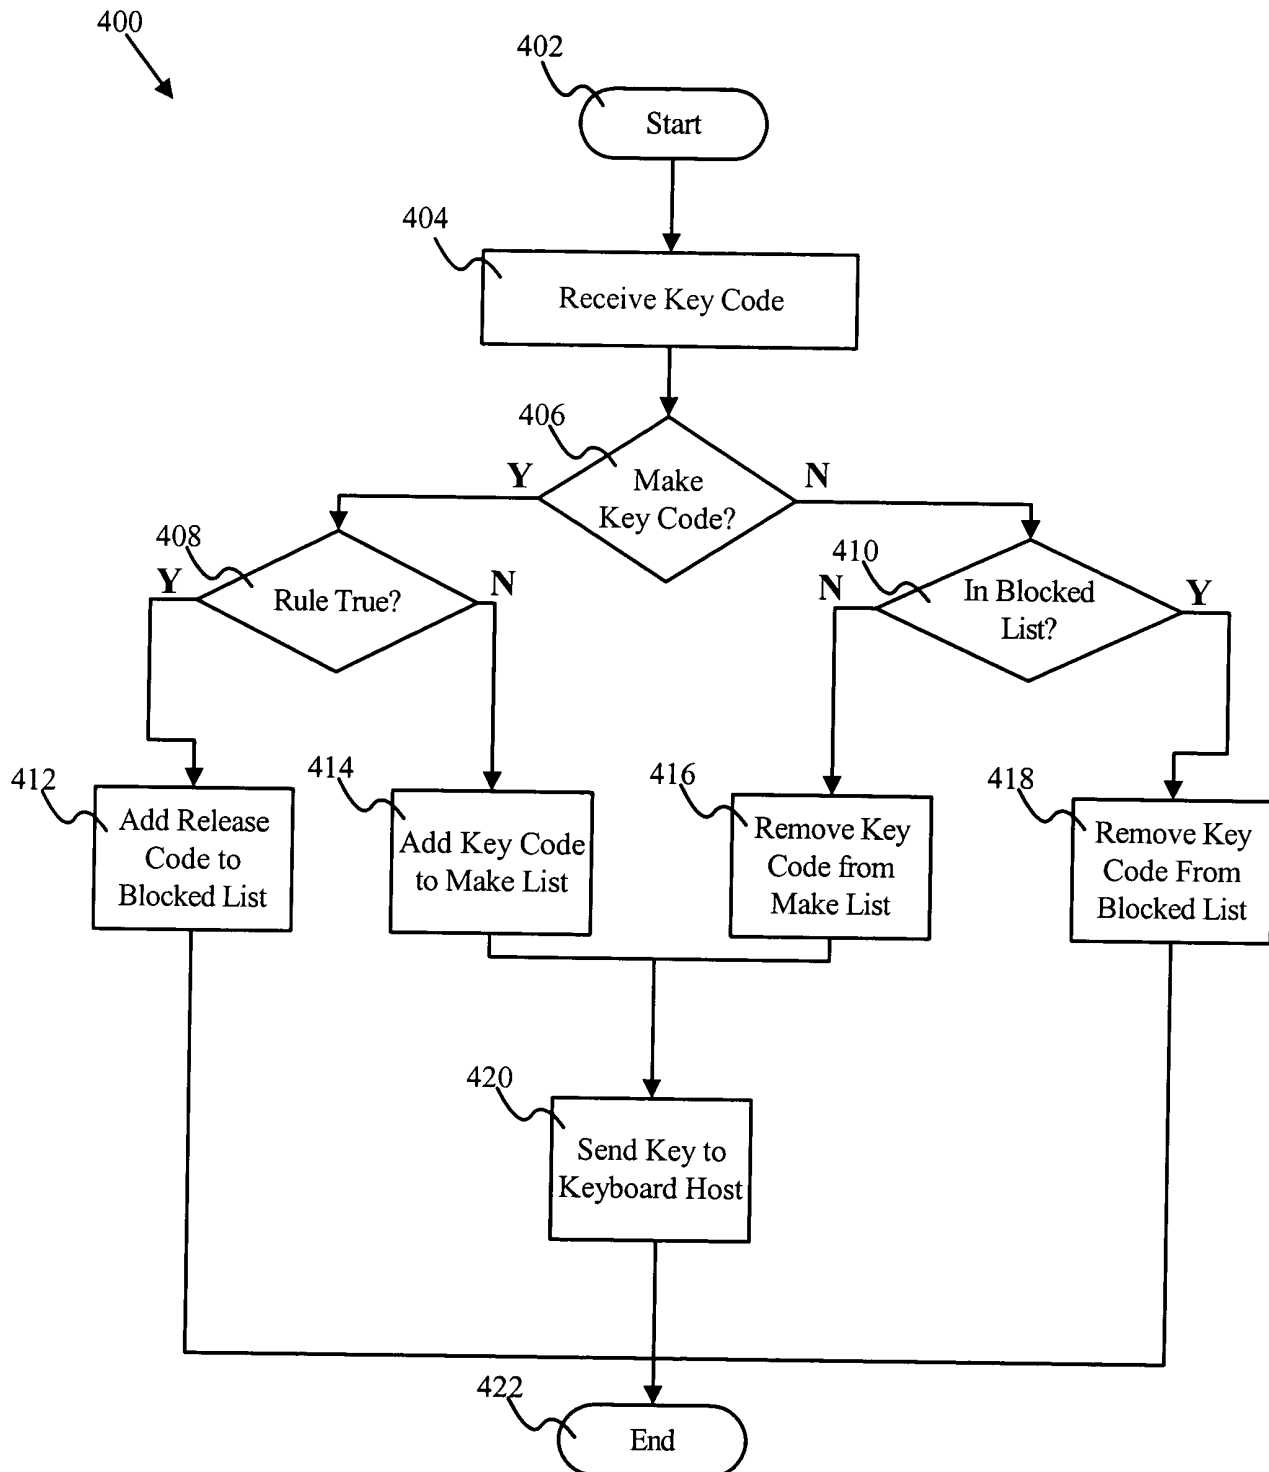 400
402
Start
404
Receive Key Code
406
Y
N
Make
Key Code?
408
Y
N
Rule True?
410
N
Y
In Blocked
List?
412
Add Release
Code to
Blocked List
414
Add Key Code
to Make List
416
Remove Key
Code from
Make List
418
Remove Key
Code From
Blocked List
420
Send Key to
Keyboard Host
422
End